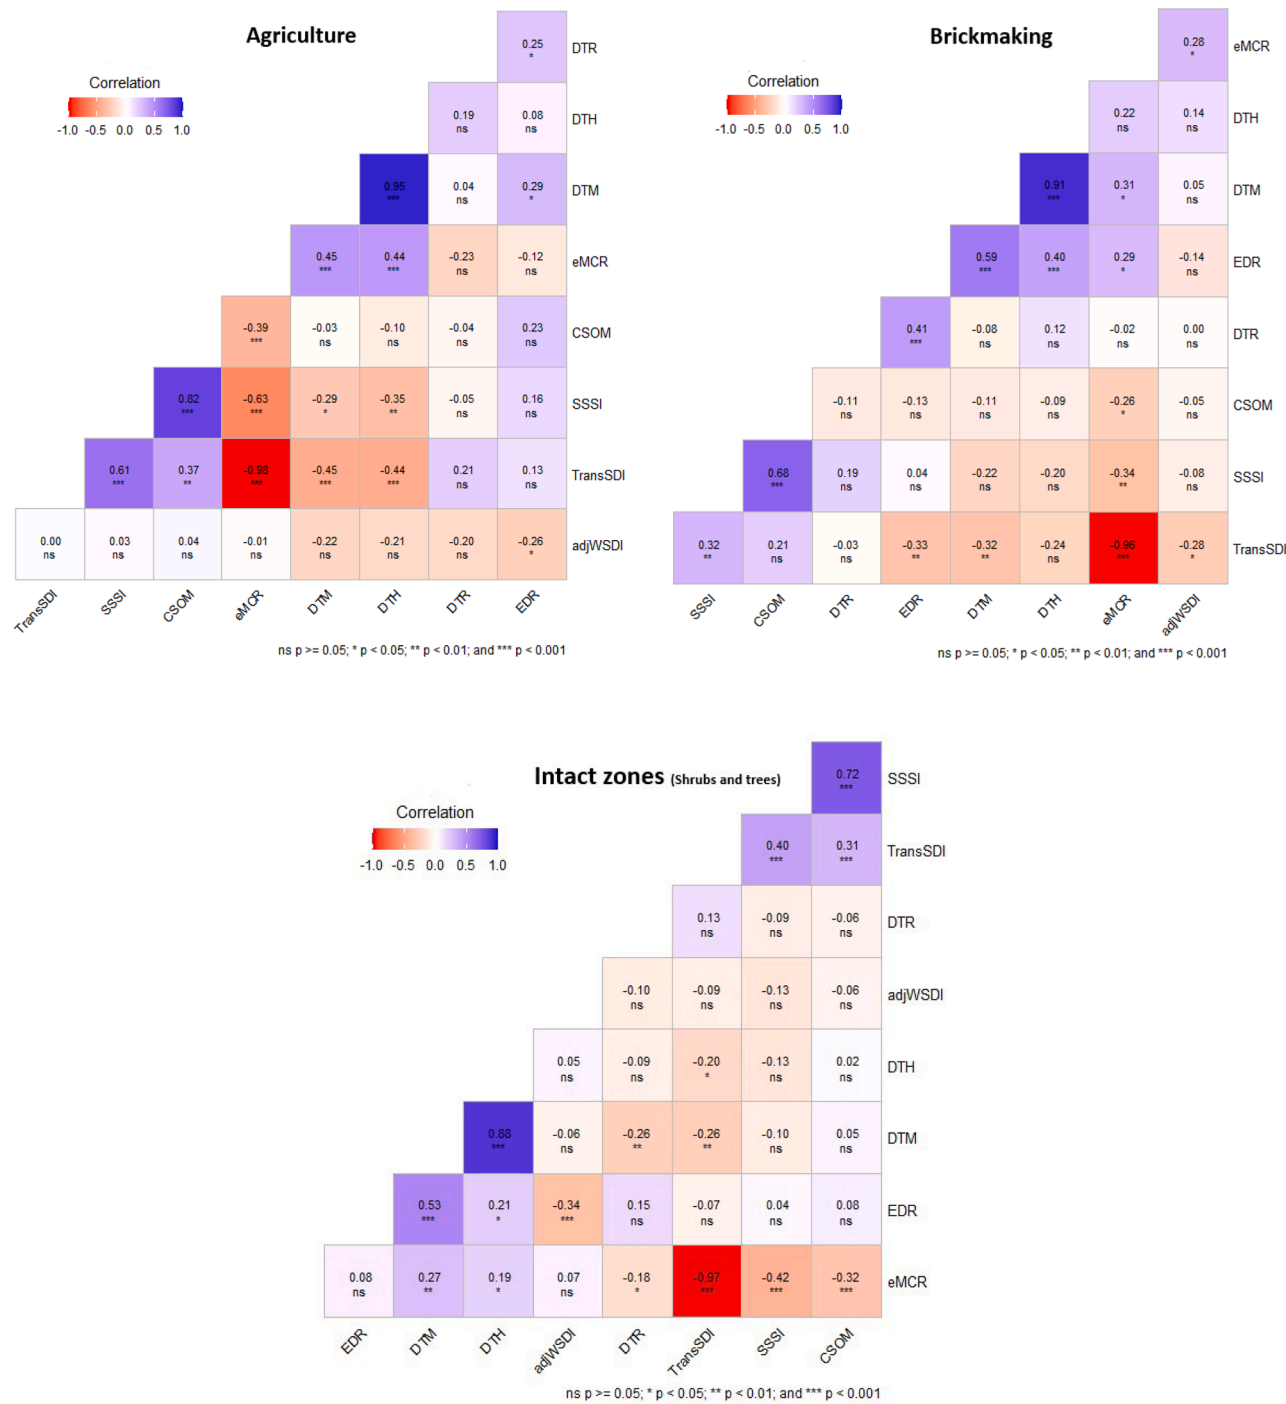 Agriculture
Correlation
-1.0 -0.5 0.0 0.5 1.0
0.25 DTR
*
0.19 0.08 DTH
ns ns
0.95 0.04 0.29 DTM
*** ns *
0.45 0.44 -0.23 -0.12 eMCR
*** *** ns ns
-0.39 -0.03 -0.10 -0.04 0.23 CSOM
*** ns ns ns ns
0.82 -0.63 -0.29 -0.35 -0.05 0.16 SSSI
*** *** * ** ns ns
0.61 0.37 -0.98 -0.45 -0.44 0.21 0.13 TransSDI
*** ** *** *** *** ns ns
0.00 0.03 0.04 -0.01 -0.22 -0.21 -0.20 -0.26 adjWSDI
ns ns ns ns ns ns ns *
TransSDI SSSI CSOM eMCR DTM DTH DTR EDR
ns p >= 0.05; * p < 0.05; ** p < 0.01; and *** p < 0.001
Brickmaking
Correlation
-1.0 -0.5 0.0 0.5 1.0
0.28 eMCR
*
0.22 0.14 DTH
ns ns
0.91 0.31 0.05 DTM
*** * ns
0.59 0.40 0.29 -0.14 EDR
*** *** * ns
0.41 -0.08 0.12 -0.02 0.00 DTR
*** ns ns ns ns
-0.11 -0.13 -0.11 -0.09 -0.26 -0.05 CSOM
ns ns ns ns * ns
0.68 0.19 0.04 -0.22 -0.20 -0.34 -0.08 SSSI
*** ns ns ns ns ** ns
0.32 0.21 -0.03 -0.33 -0.32 -0.24 -0.96 -0.28 TransSDI
** ns ns ** ** ns *** *
SSSI CSOM DTR EDR DTM DTH eMCR adjWSDI
ns p >= 0.05; * p < 0.05; ** p < 0.01; and *** p < 0.001
Intact zones (Shrubs and trees)
Correlation
-1.0 -0.5 0.0 0.5 1.0
0.72 SSSI
***
0.40 0.31 TransSDI
*** ***
0.13 -0.09 -0.06 DTR
ns ns ns
-0.10 -0.09 -0.13 -0.06 adjWSDI
ns ns ns ns
0.05 -0.09 -0.20 -0.13 0.02 DTH
ns ns * ns ns
0.88 -0.06 -0.26 -0.26 -0.10 0.05 DTM
*** ns ** ** ns ns
0.53 0.21 -0.34 0.15 -0.07 0.04 0.08 EDR
*** * *** ns ns ns ns
0.08 0.27 0.19 0.07 -0.18 -0.97 -0.42 -0.32 eMCR
ns ** * ns * *** *** ***
EDR DTM DTH adjWSDI DTR TransSDI SSSI CSOM
ns p >= 0.05; * p < 0.05; ** p < 0.01; and *** p < 0.001